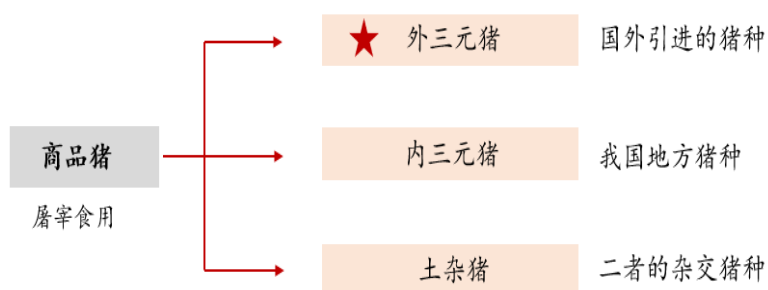 外三元猪 国外引进的猪种
商品猪
屠宰食用
内三元猪 我国地方猪种
土杂猪 二者的杂交猪种